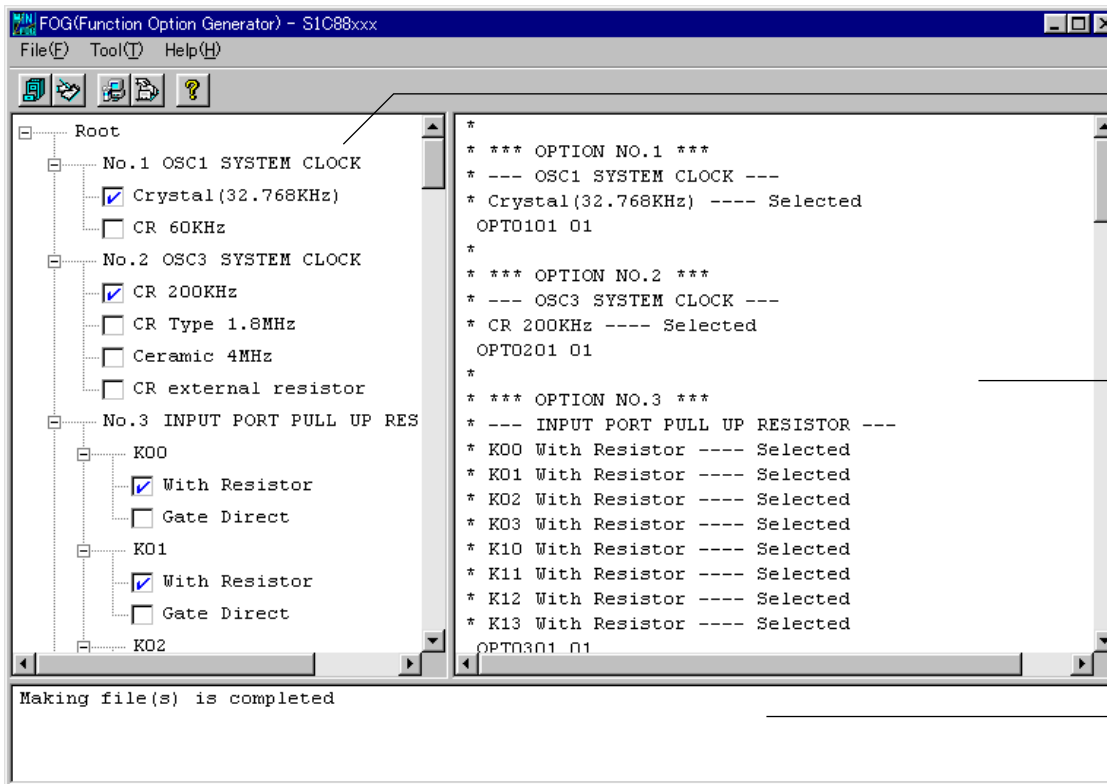 FOG(Function Option Generator) - S1C88xxx
File(F) Tool(T) Help(H)
Root
No.1 OSC1 SYSTEM CLOCK
Crystal(32.768KHz)
CR 60KHz
No.2 OSC3 SYSTEM CLOCK
CR 200KHz
CR Type 1.8MHz
Ceramic 4MHz
CR external resistor
No.3 INPUT PORT PULL UP RES
K00
With Resistor
Gate Direct
K01
With Resistor
Gate Direct
K02
*
* *** OPTION NO.1 ***
* --- OSC1 SYSTEM CLOCK ---
* Crystal(32.768KHz) ---- Selected
OPT0101 01
*
* *** OPTION NO.2 ***
* --- OSC3 SYSTEM CLOCK ---
* CR 200KHz ---- Selected
OPT0201 01
*
* *** OPTION NO.3 ***
* --- INPUT PORT PULL UP RESISTOR ---
* K00 With Resistor ---- Selected
* K01 With Resistor ---- Selected
* K02 With Resistor ---- Selected
* K03 With Resistor ---- Selected
* K10 With Resistor ---- Selected
* K11 With Resistor ---- Selected
* K12 With Resistor ---- Selected
* K13 With Resistor ---- Selected
OPT0301 01
Making file(s) is completed